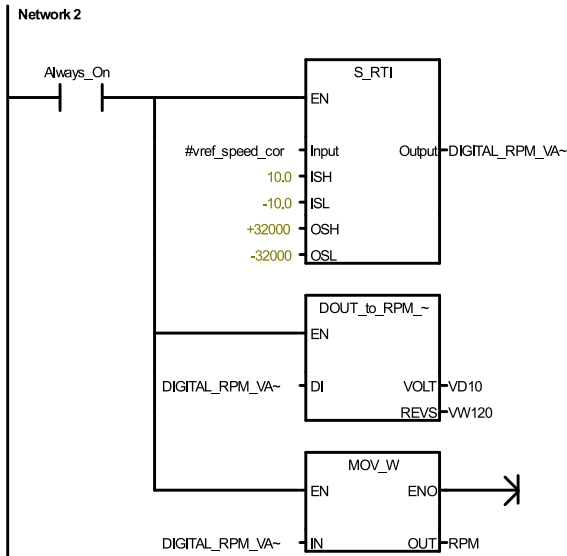 Network 2
Always_On
S_RTI
EN
#vref_speed_cor Input Output DIGITAL_RPM_VA~
10.0 ISH
-10.0 ISL
+32000 OSH
-32000 OSL
DOUT_to_RPM_~
EN
DIGITAL_RPM_VA~ DI VOLT VD10
REVS VW120
MOV_W
EN ENO
DIGITAL_RPM_VA~ IN OUT RPM